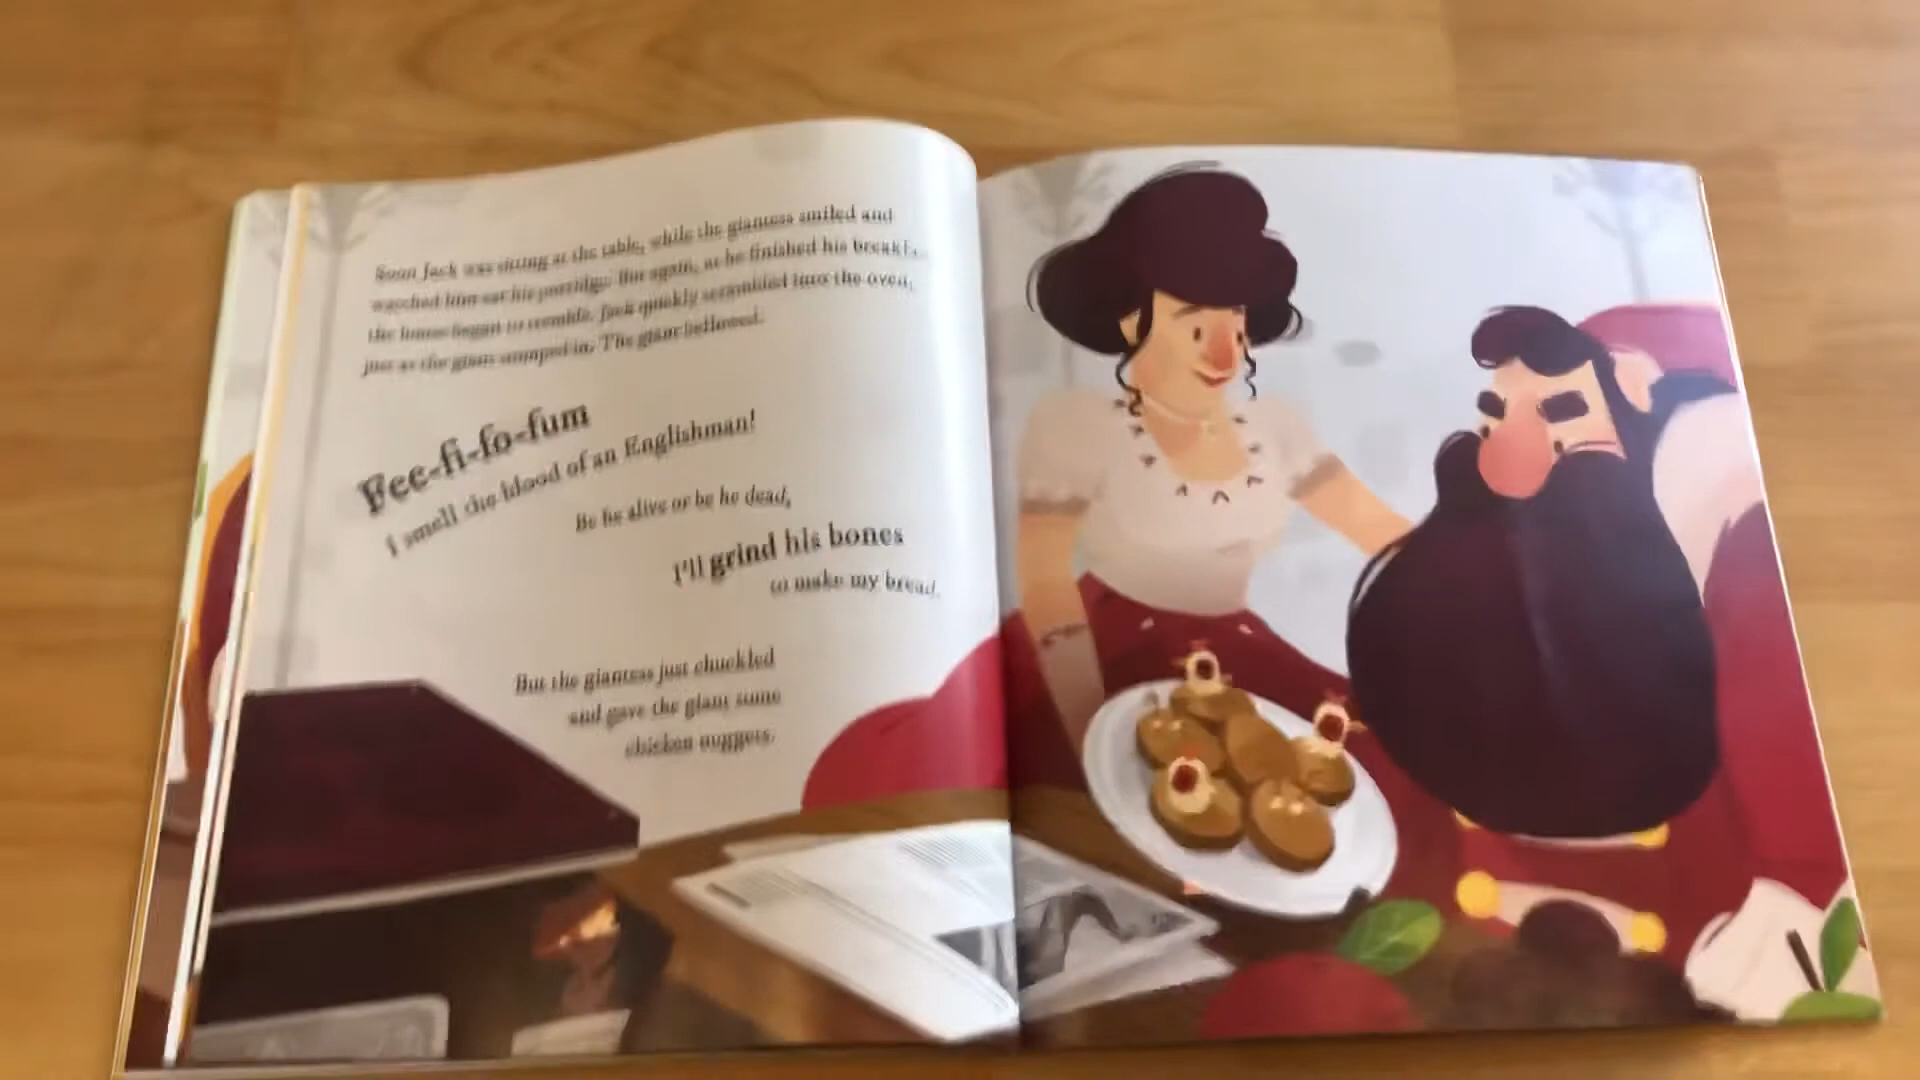 Soon Jack was sitting at the table, while the giantess smiled and
watched him eat his porridge. But again, as he finished his
the house began to tremble. Jack quickly scrambled into the oven,
just as the giant stomped in. The giant bellowed:
Fee-fi-fo-fum
I smell the blood of an Englishman!
Be he alive or be he dead,
I'll grind his bones
to make my bread.
But the giantess just chuckled
and gave the giant some
chicken nuggets.